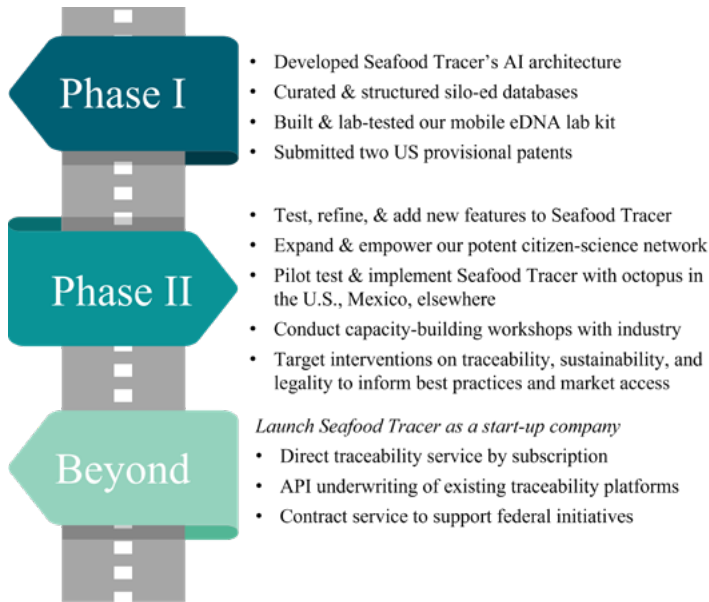 Phase I
• Developed Seafood Tracer's AI architecture
• Curated & structured silo-ed databases
• Built & lab-tested our mobile eDNA lab kit
• Submitted two US provisional patents
Phase II
• Test, refine, & add new features to Seafood Tracer
• Expand & empower our potent citizen-science network
• Pilot test & implement Seafood Tracer with octopus in
the U.S., Mexico, elsewhere
• Conduct capacity-building workshops with industry
• Target interventions on traceability, sustainability, and
legality to inform best practices and market access
Beyond
Launch Seafood Tracer as a start-up company
• Direct traceability service by subscription
• API underwriting of existing traceability platforms
• Contract service to support federal initiatives